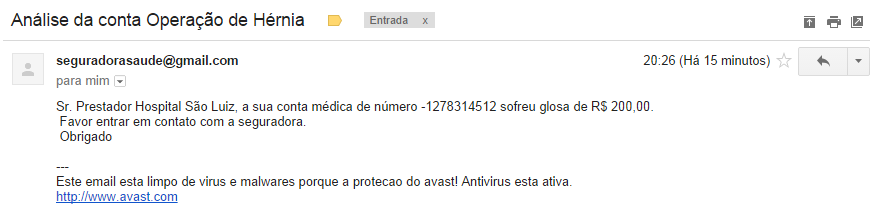 Análise da conta Operação de Hérnia
Entrada x
seguradorasaude@gmail.com
20:26 (Há 15 minutos)
para mim
Sr. Prestador Hospital São Luiz, a sua conta médica de número -1278314512 sofreu glosa de R$ 200,00.
Favor entrar em contato com a seguradora.
Obrigado
---
Este email esta limpo de virus e malwares porque a protecao do avast! Antivirus esta ativa.
http://www.avast.com